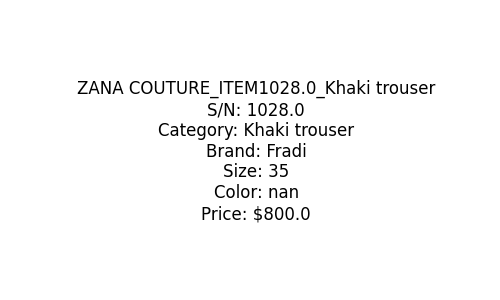 ZANA COUTURE_ITEM1028.0_Khaki trouser
S/N: 1028.0
Category: Khaki trouser
Brand: Fradi
Size: 35
Color: nan
Price: $800.0